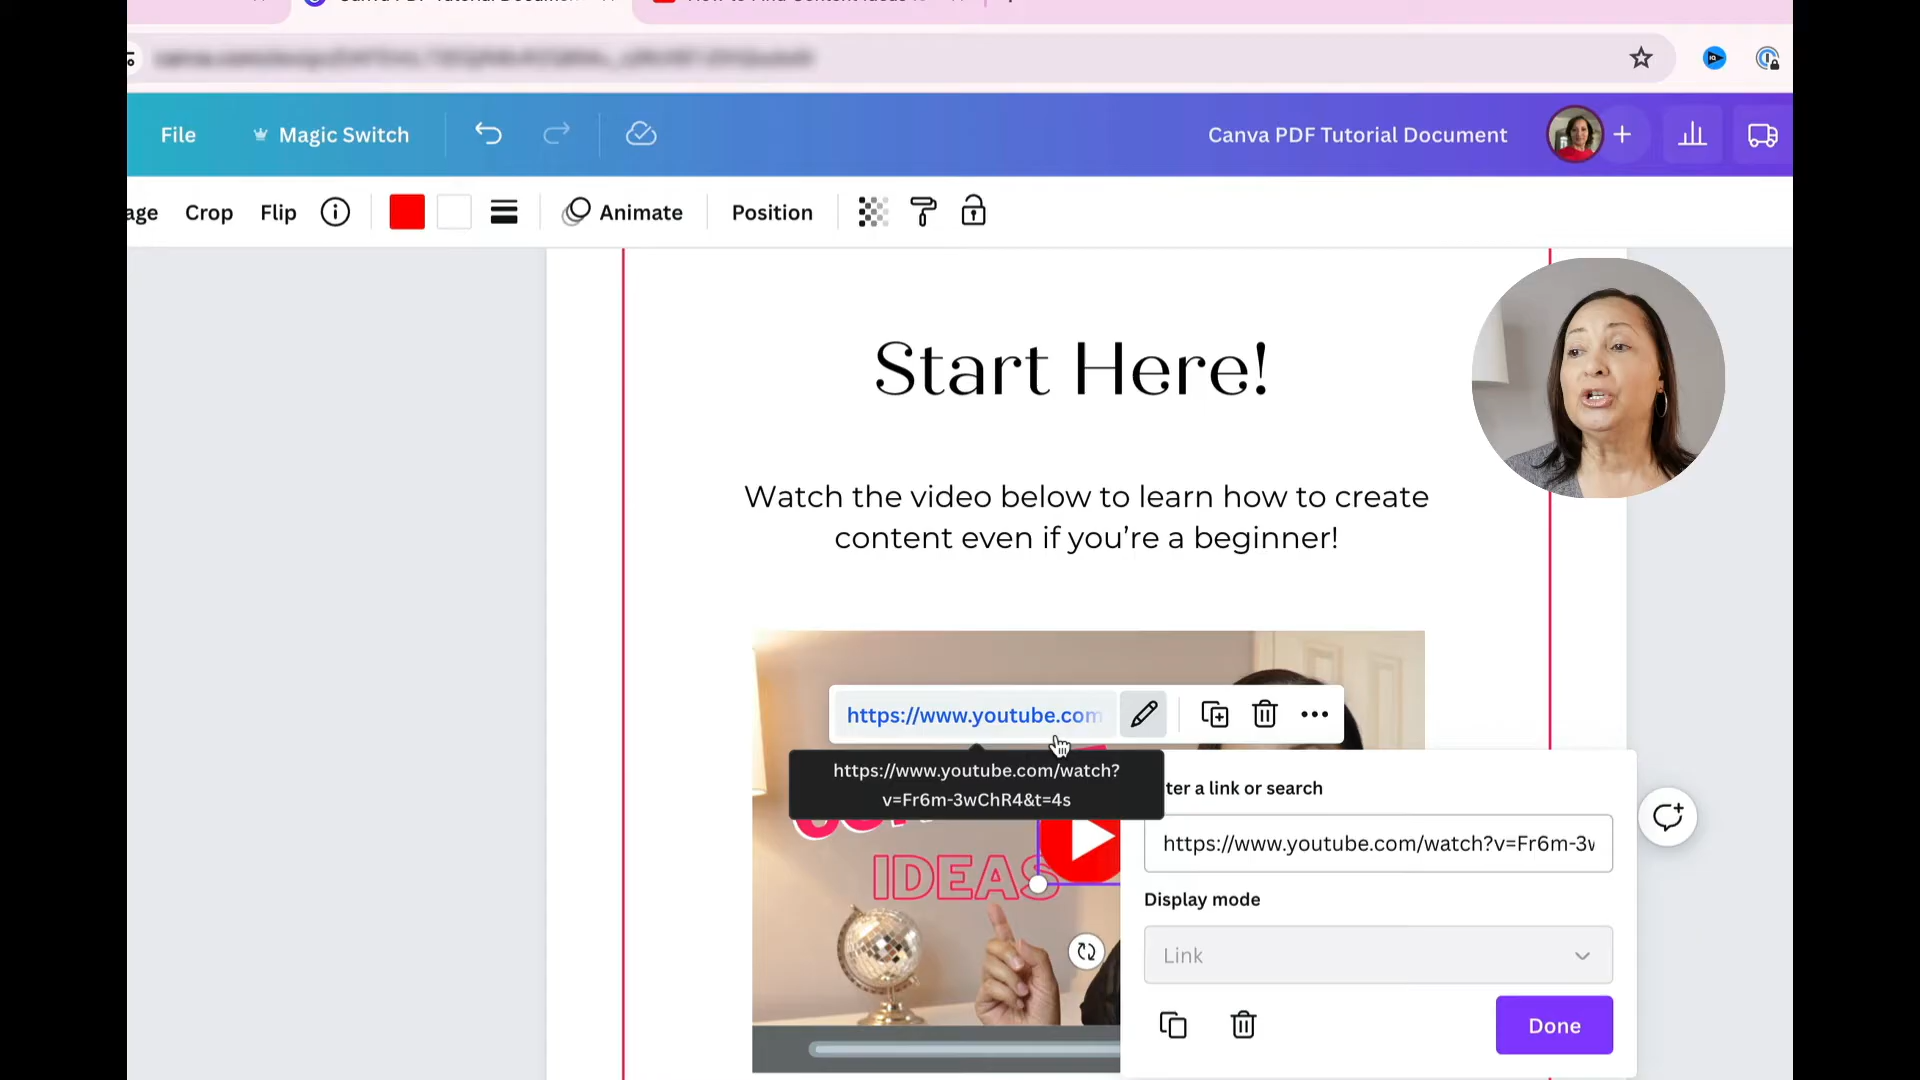 File
Magic Switch
Canva PDF Tutorial Document
age
Crop
Flip
Animate
Position
Start Here!
Watch the video below to learn how to create
content even if you're a beginner!
https://www.youtube.com
https://www.youtube.com/watch?
v=Fr6m-3wChR4&t=4s
ter a link or search
https://www.youtube.com/watch?v=Fr6m-3v
IDEAS
Display mode
Link
Done